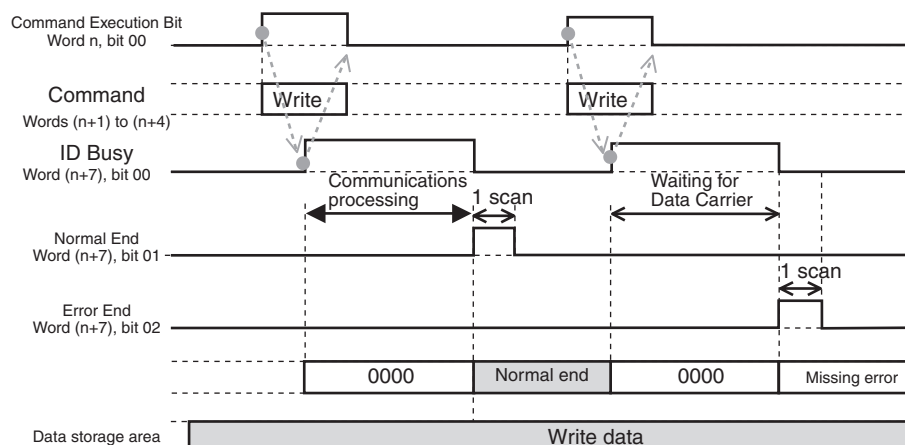 Command Execution Bit
Word n, bit 00
Command
Write
Write
Words (n+1) to (n+4)
ID Busy
Word (n+7), bit 00
Communications
processing
1 scan
Waiting for
Data Carrier
Normal End
Word (n+7), bit 01
1 scan
Error End
Word (n+7), bit 02
0000
Normal end
0000
Missing error
Data storage area
Write data